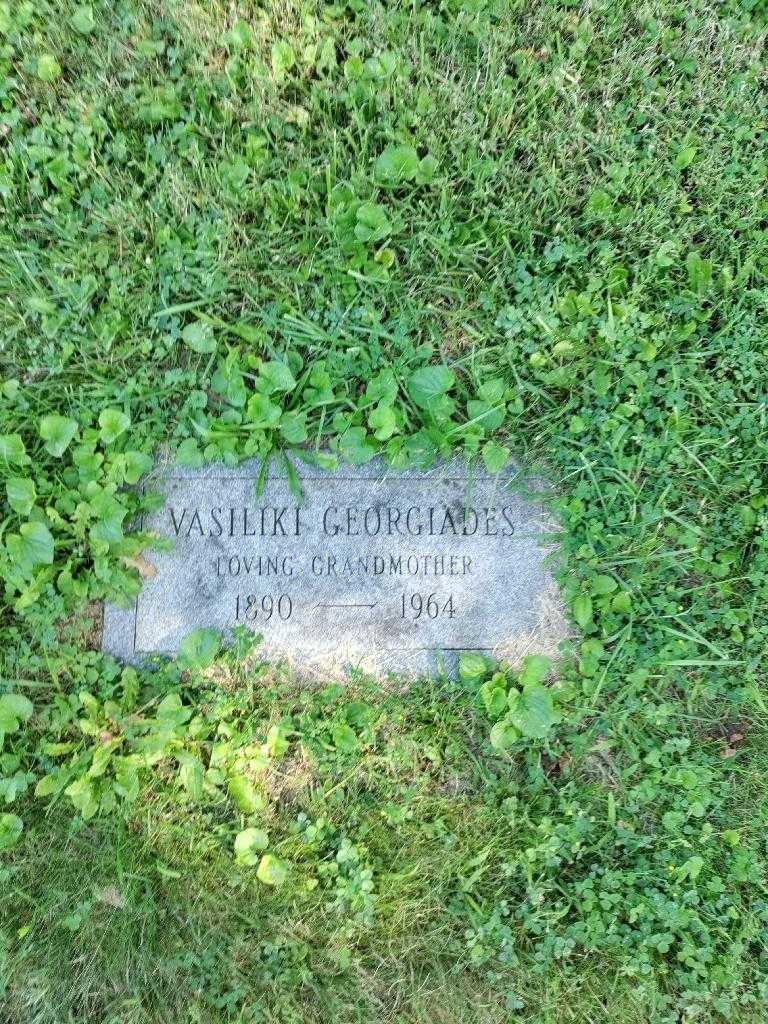 VASILIKI GEORGIADES
LOVING GRANDMOTHER
1890 — 1964